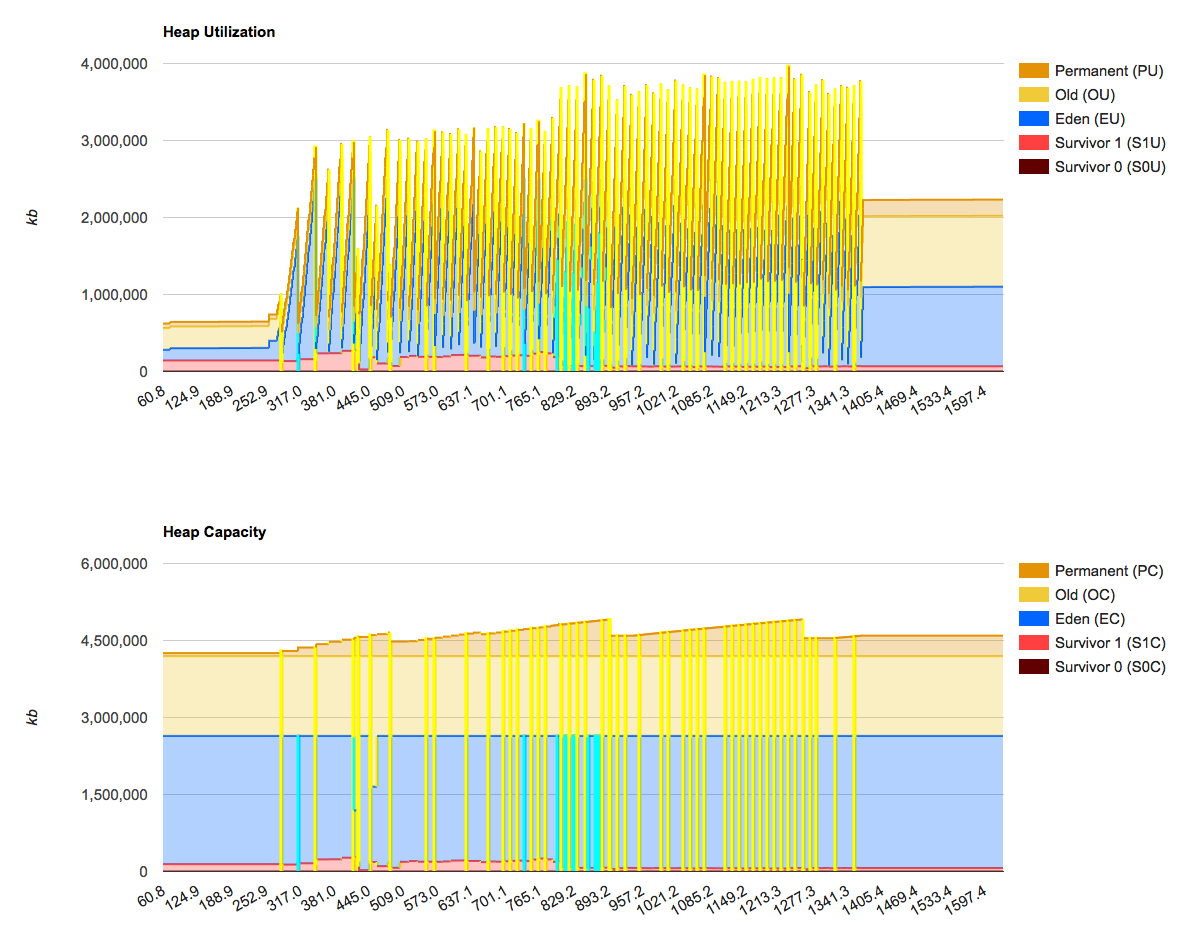 Heap Utilization
4,000,000
3,000,000
2,000,000
1,000,000
0
kb
60.8 124.9 188.9 252.9 317.0 381.0 445.0 509.0 573.0 637.1 701.1 765.1 829.2 893.2 957.2 1021.2 1085.2 1149.2 1213.3 1277.3 1341.3 1405.4 1469.4 1533.4 1597.4
Permanent (PU)
Old (OU)
Eden (EU)
Survivor 1 (S1U)
Survivor 0 (S0U)
Heap Capacity
6,000,000
4,500,000
3,000,000
1,500,000
0
kb
60.8 124.9 188.9 252.9 317.0 381.0 445.0 509.0 573.0 637.1 701.1 765.1 829.2 893.2 957.2 1021.2 1085.2 1149.2 1213.3 1277.3 1341.3 1405.4 1469.4 1533.4 1597.4
Permanent (PC)
Old (OC)
Eden (EC)
Survivor 1 (S1C)
Survivor 0 (S0C)